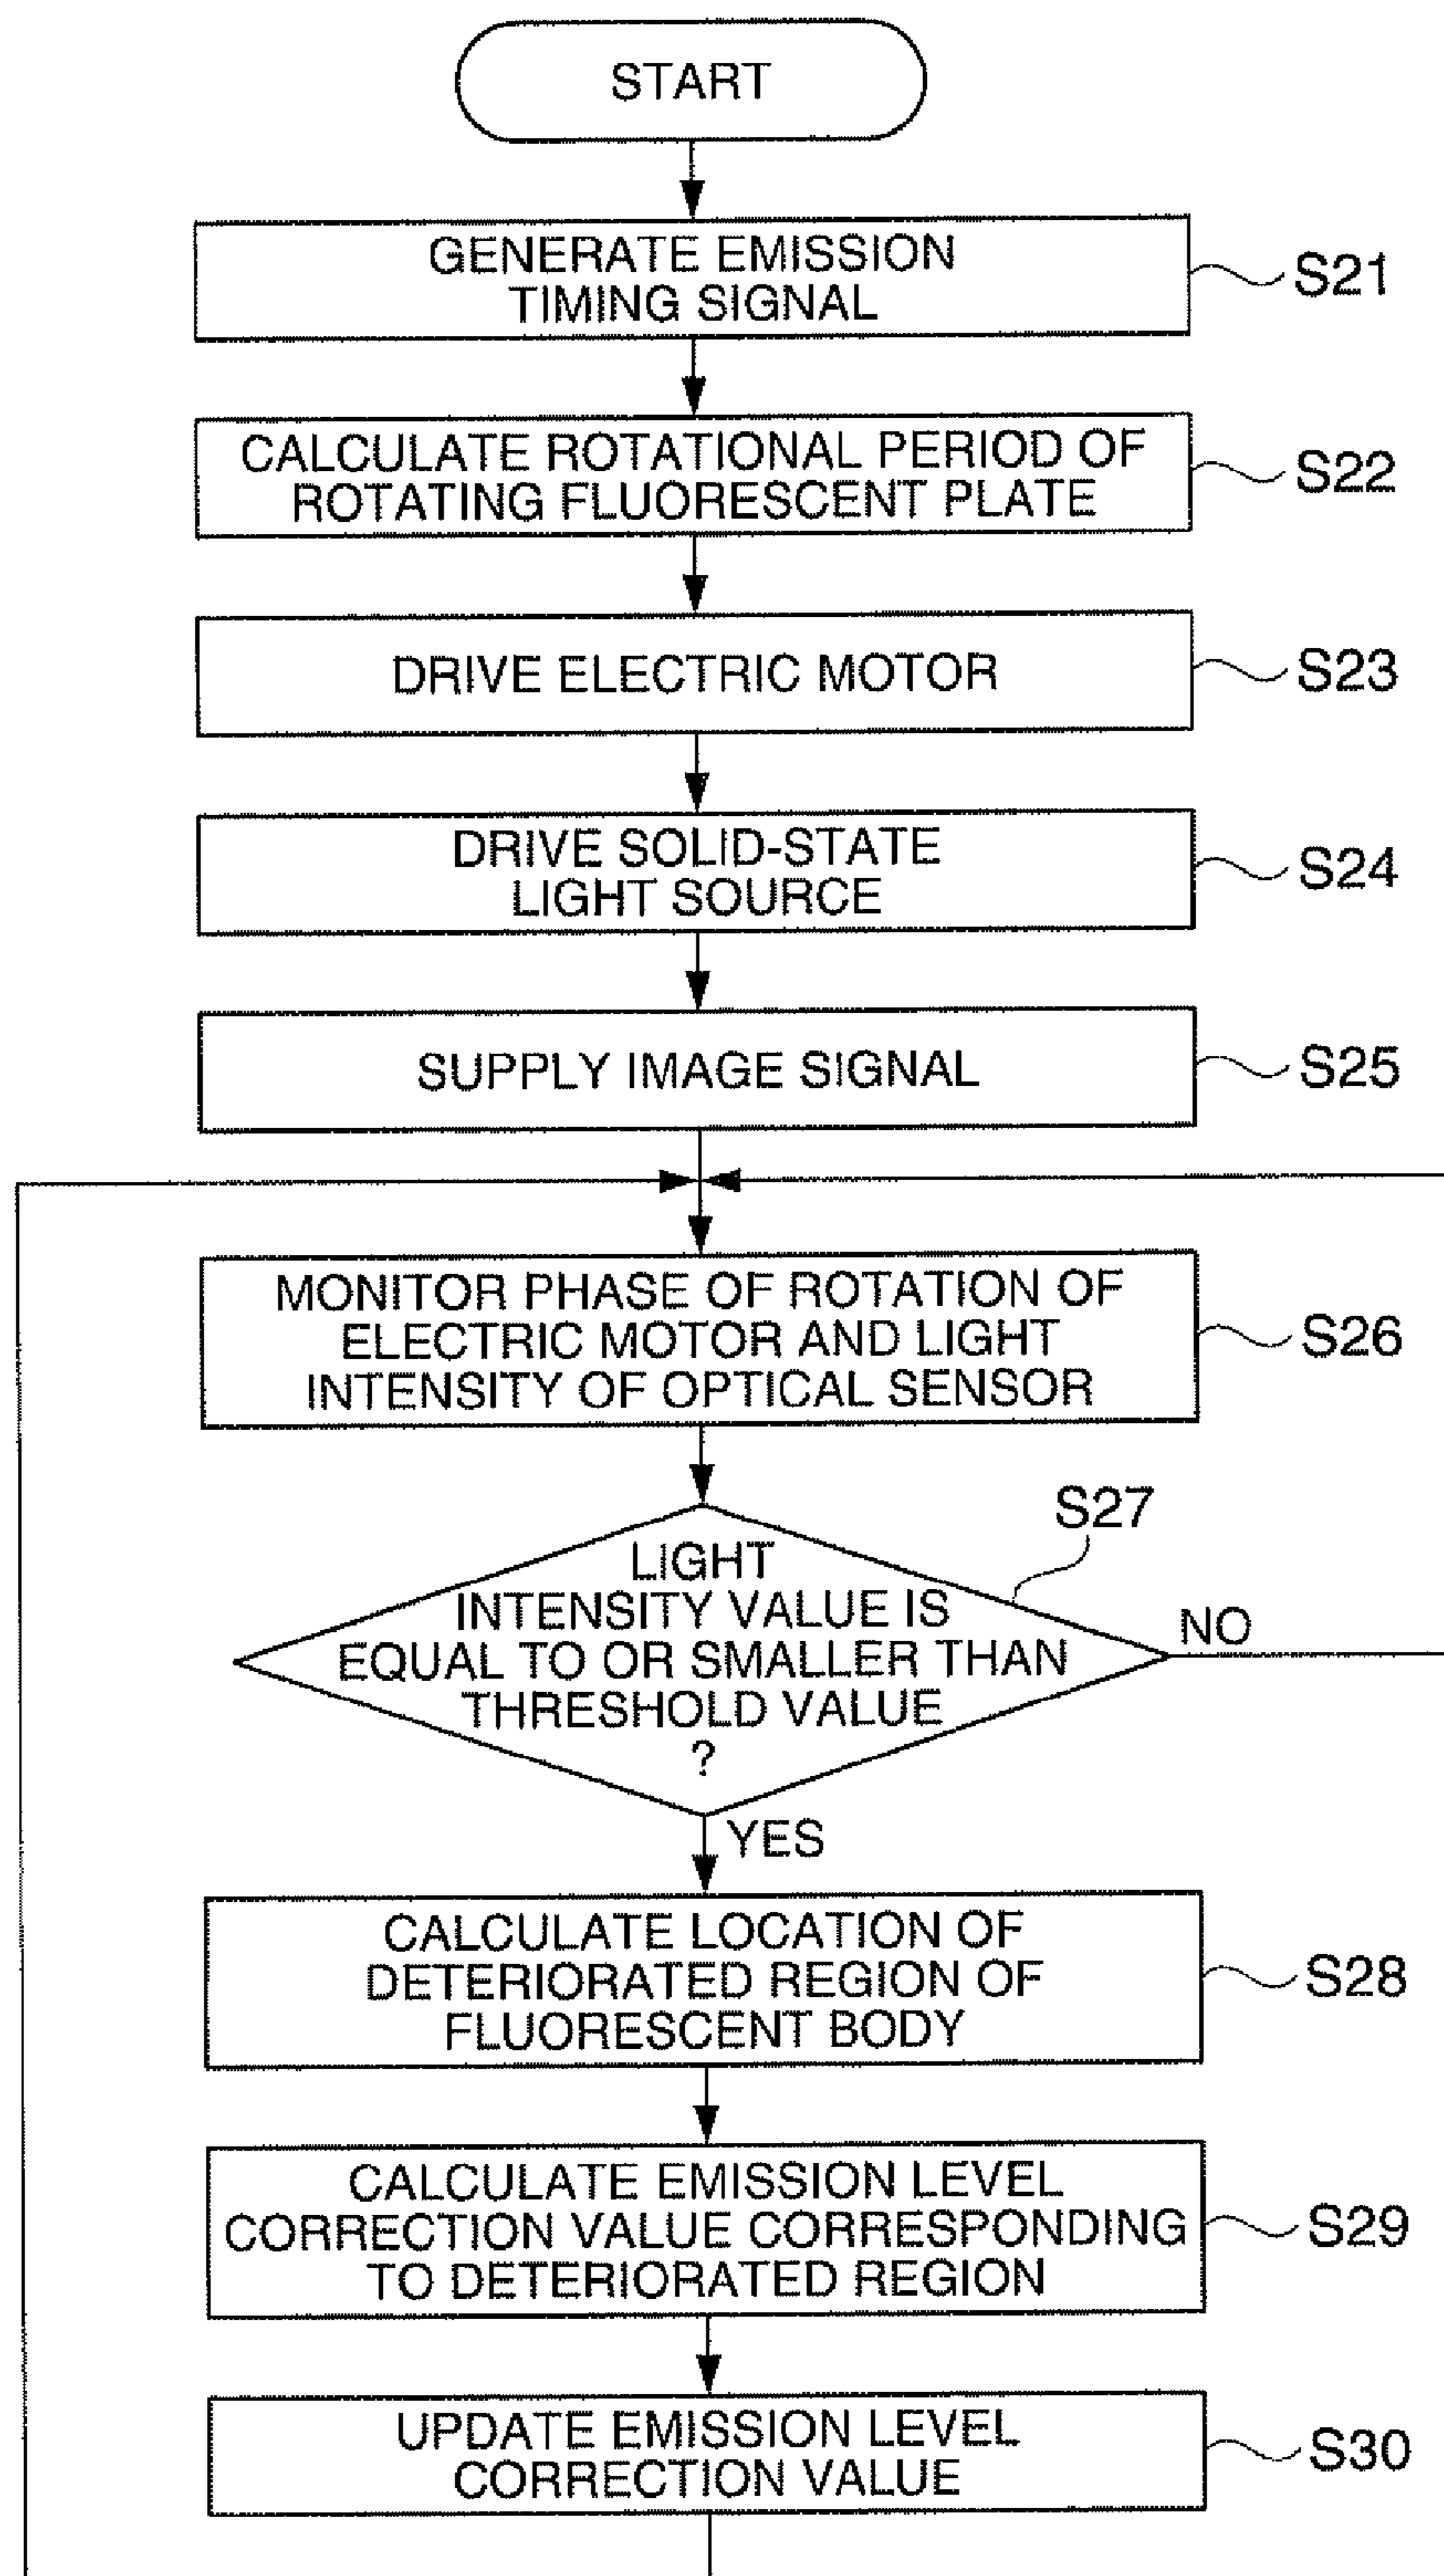 START
GENERATE EMISSION
TIMING SIGNAL
S21
CALCULATE ROTATIONAL PERIOD OF
ROTATING FLUORESCENT PLATE
S22
DRIVE ELECTRIC MOTOR
S23
DRIVE SOLID-STATE
LIGHT SOURCE
S24
SUPPLY IMAGE SIGNAL
S25
MONITOR PHASE OF ROTATION OF
ELECTRIC MOTOR AND LIGHT
INTENSITY OF OPTICAL SENSOR
S26
S27
LIGHT
INTENSITY VALUE IS
EQUAL TO OR SMALLER THAN
THRESHOLD VALUE
?
NO
YES
CALCULATE LOCATION OF
DETERIORATED REGION OF
FLUORESCENT BODY
S28
CALCULATE EMISSION LEVEL
CORRECTION VALUE CORRESPONDING
TO DETERIORATED REGION
S29
UPDATE EMISSION LEVEL
CORRECTION VALUE
S30